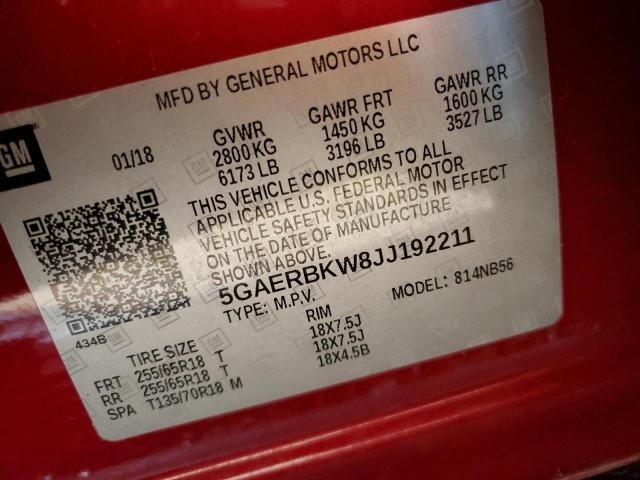 MFD BY GENERAL MOTORS LLC
GM
01/18 GVWR GAWR FRT GAWR RR
2800 KG 1450 KG 1600 KG
6173 LB 3196 LB 3527 LB
THIS VEHICLE CONFORMS TO ALL
APPLICABLE U.S. FEDERAL MOTOR
VEHICLE SAFETY STANDARDS IN EFFECT
ON THE DATE OF MANUFACTURE
SHOWN ABOVE.
5GAERBKW8JJ192211
TYPE: M.P.V. MODEL: 814NB56
434B
TIRE SIZE RIM
FRT 255/65R18 T 18X7.5J
RR 255/65R18 T 18X7.5J
SPA T135/70R18 M 18X4.5B